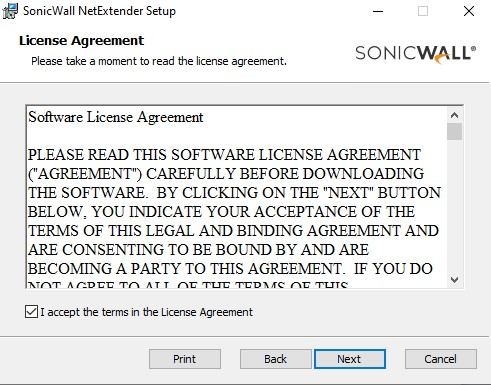 SonicWall NetExtender Setup
License Agreement
Please take a moment to read the license agreement.
SONICWALL®
Software License Agreement
PLEASE READ THIS SOFTWARE LICENSE AGREEMENT
("AGREEMENT") CAREFULLY BEFORE DOWNLOADING
THE SOFTWARE.  BY CLICKING ON THE "NEXT" BUTTON
BELOW, YOU INDICATE YOUR ACCEPTANCE OF THE
TERMS OF THIS LEGAL AND BINDING AGREEMENT AND
ARE CONSENTING TO BE BOUND BY AND ARE
BECOMING A PARTY TO THIS AGREEMENT.  IF YOU DO
NOT AGREE TO ALL OF THE TERMS OF THIS
I accept the terms in the License Agreement
Print
Back
Next
Cancel